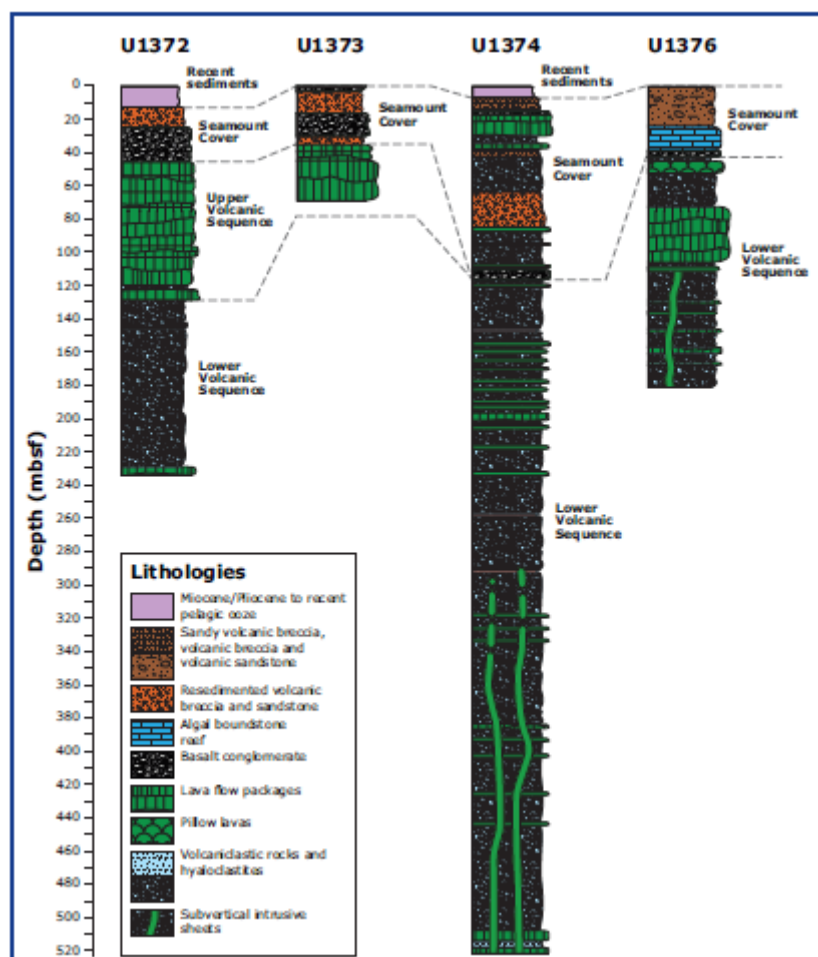 U1372
U1373
U1374
U1376
Recent
sediments
Recent
sediments
Seamount
Cover
Seamount
Cover
Seamount
Cover
Seamount
Cover
Upper
Volcanic
Sequence
Lower
Volcanic
Sequence
Lower
Volcanic
Sequence
Lower
Volcanic
Sequence
Depth (mbsf)
0
20
40
60
80
100
120
140
160
180
200
220
240
260
280
300
320
340
360
380
400
420
440
460
480
500
520
Lithologies
Miocene/Pliocene to recent
pelagic ooze
Sandy volcanic breccia,
volcanic breccia and
volcanic sandstone
Resedimented volcanic
breccia and sandstone
Algal boundstone
reef
Basalt conglomerate
Lava flow packages
Pillow lavas
Volcaniclastic rocks and
hyaloclastites
Subvertical intrusive
sheets